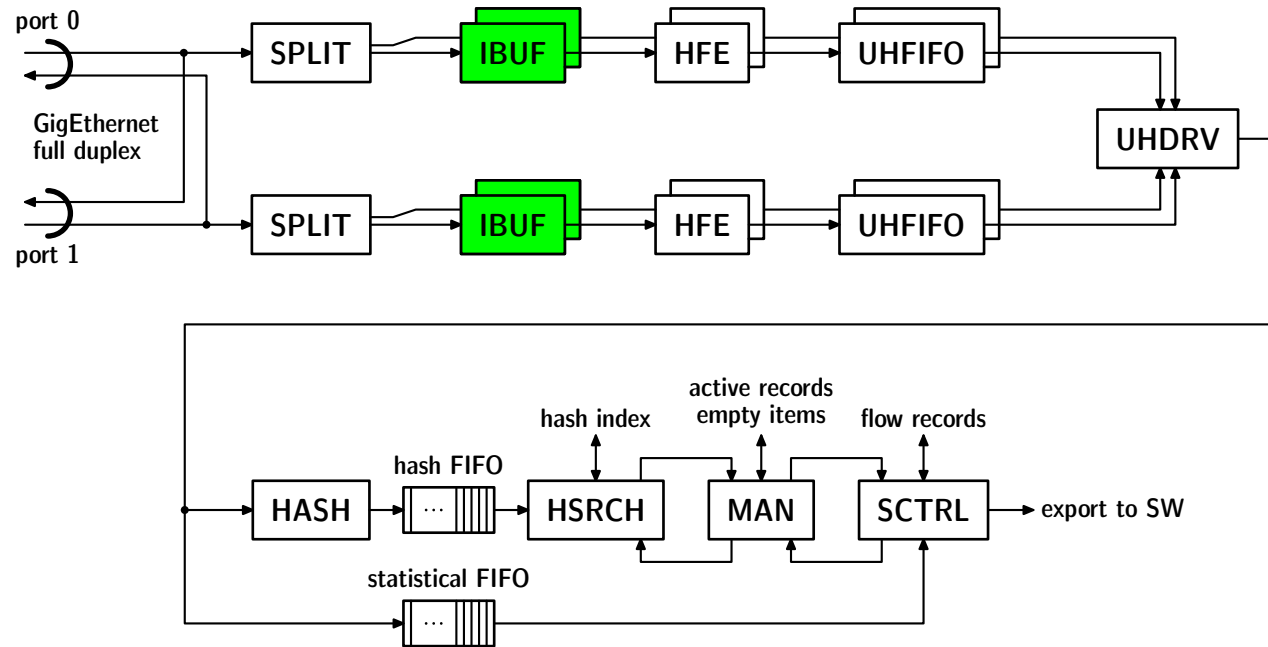 port 0
SPLIT
IBUF
HFE
UHFIFO
GigEthernet
full duplex
UHDRV
SPLIT
IBUF
HFE
UHFIFO
port 1
active records
hash index
empty items
flow records
hash FIFO
HASH
...
HSRCH
MAN
SCTRL
export to SW
statistical FIFO
...